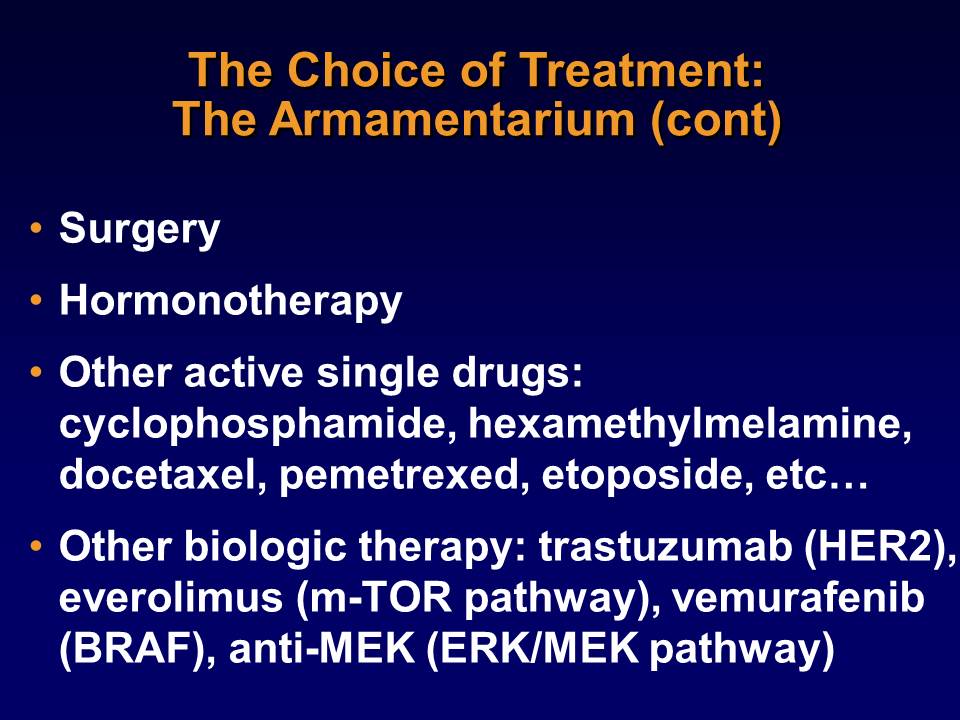 The Choice of Treatment:
The Armamentarium (cont)
• Surgery
• Hormonotherapy
• Other active single drugs:
cyclophosphamide, hexamethylmelamine,
docetaxel, pemetrexed, etoposide, etc…
• Other biologic therapy: trastuzumab (HER2),
everolimus (m-TOR pathway), vemurafenib
(BRAF), anti-MEK (ERK/MEK pathway)